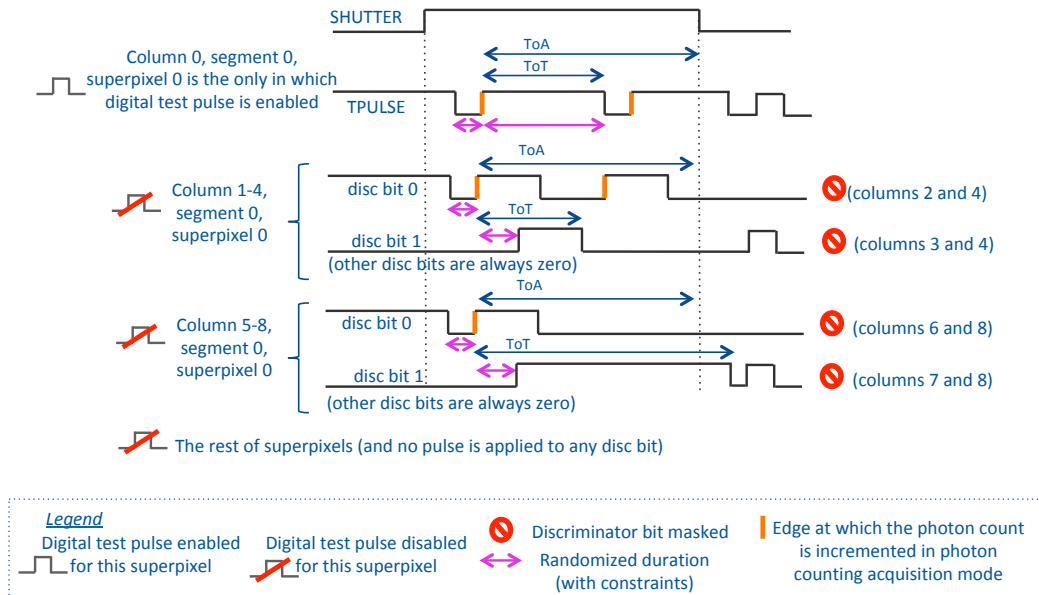 SHUTTER
ToA
Column 0, segment 0,
superpixel 0 is the only in which
digital test pulse is enabled
ToT
TPULSE
ToA
Column 1-4,
segment 0,
superpixel 0
disc bit 0
(columns 2 and 4)
ToT
disc bit 1
(columns 3 and 4)
(other disc bits are always zero)
ToA
Column 5-8,
segment 0,
superpixel 0
disc bit 0
(columns 6 and 8)
ToT
disc bit 1
(columns 7 and 8)
(other disc bits are always zero)
The rest of superpixels (and no pulse is applied to any disc bit)
Legend
Digital test pulse enabled
for this superpixel
Digital test pulse disabled
for this superpixel
Discriminator bit masked
Randomized duration
(with constraints)
Edge at which the photon count
is incremented in photon
counting acquisition mode